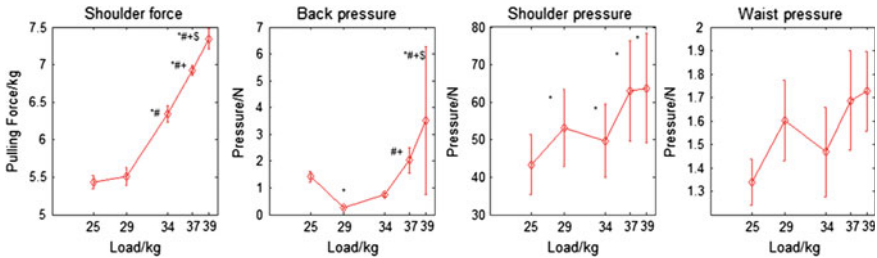 Shoulder force
Pulling Force/kg
7.5
7
6.5
6
5.5
5
*#
*#+
*#+$
25 29 34 37 39
Load/kg
Back pressure
Pressure/N
7
6
5
4
3
2
1
0
*
#+
*#+$
25 29 34 37 39
Load/kg
Shoulder pressure
Pressure/N
80
70
60
50
40
30
*
*
*
*
25 29 34 37 39
Load/kg
Waist pressure
Pressure/N
2
1.9
1.8
1.7
1.6
1.5
1.4
1.3
25 29 34 37 39
Load/kg